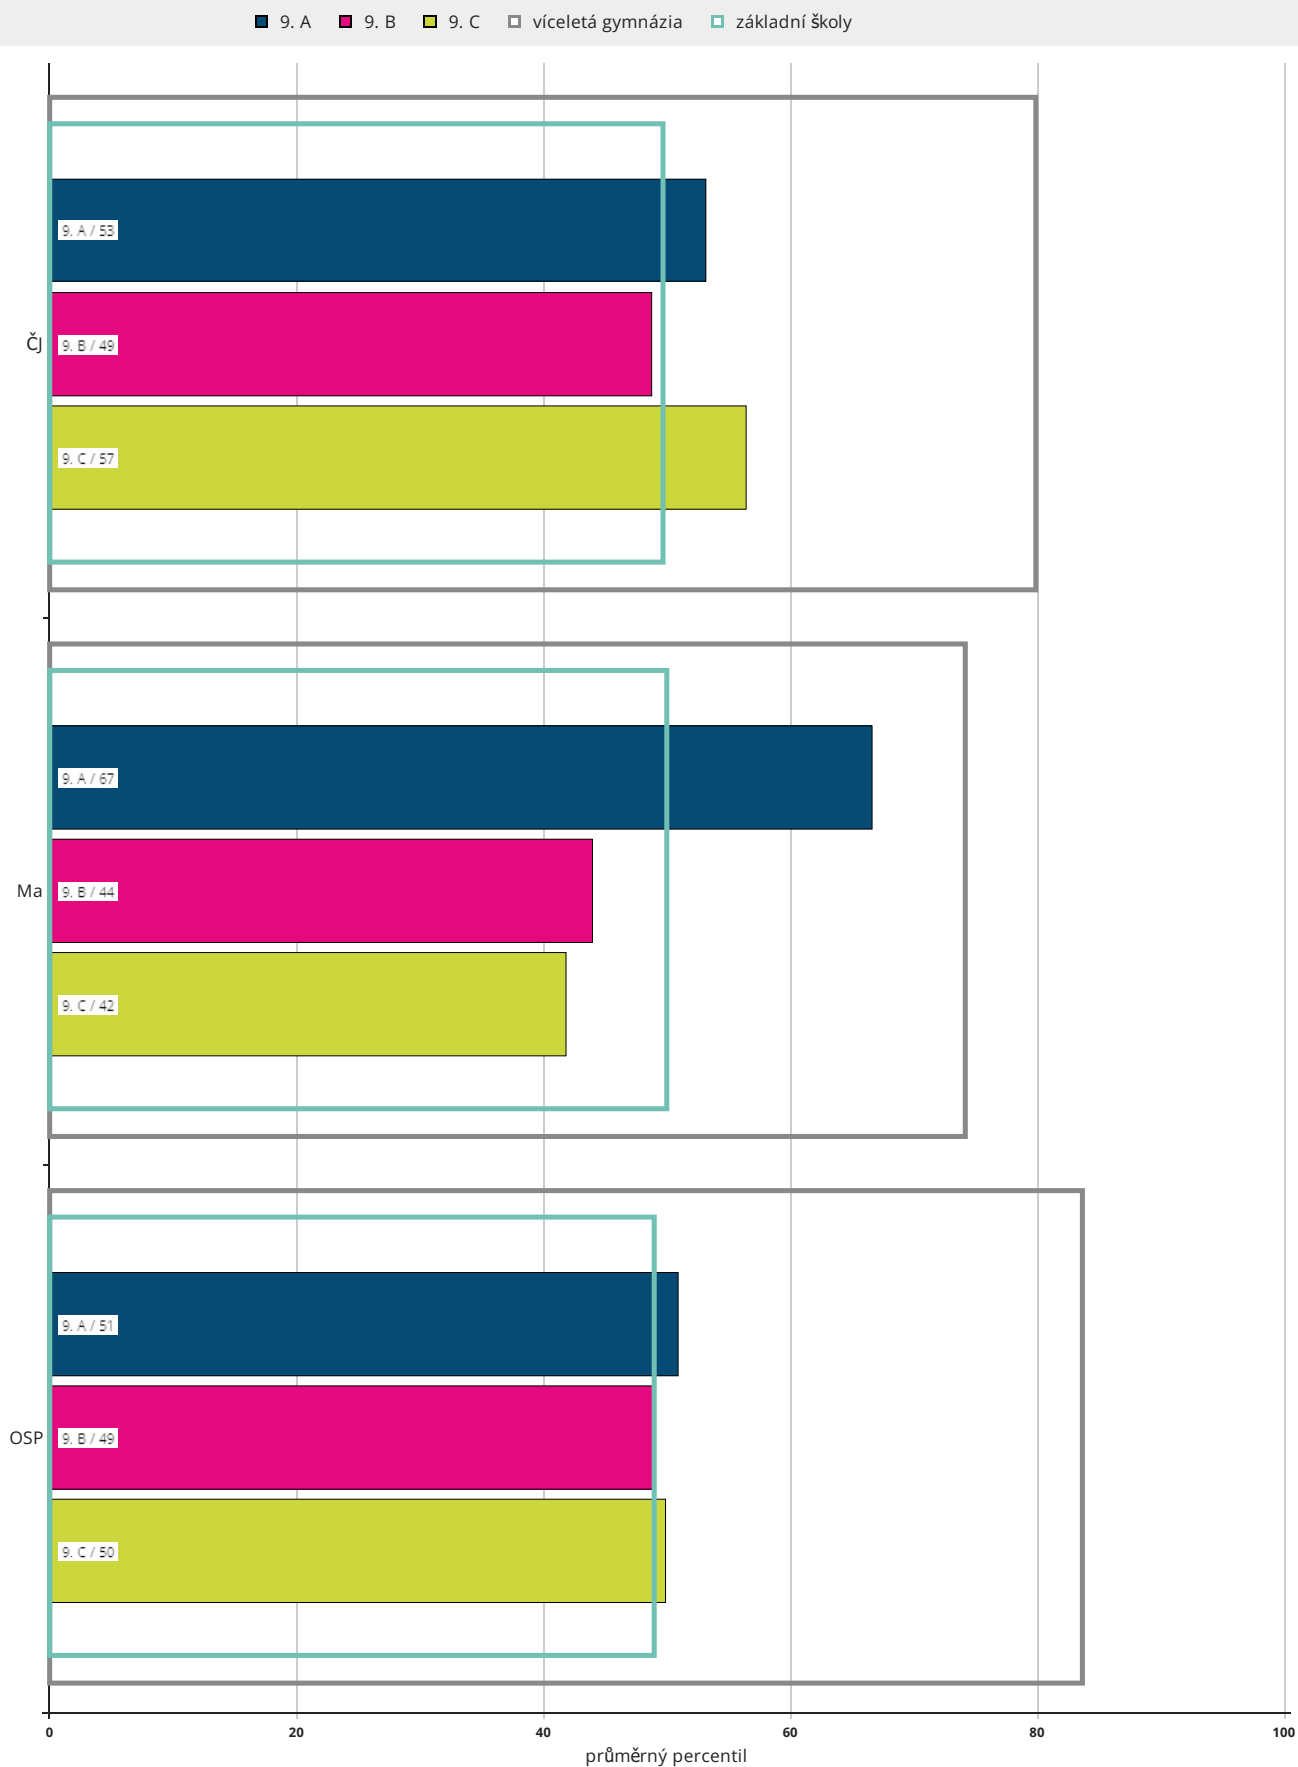 9. A 9. B 9. C víceletá gymnázia základní školy
9. A / 53
ČJ
9. B / 49
9. C / 57
9. A / 67
Ma
9. B / 44
9. C / 42
9. A / 51
OSP
9. B / 49
9. C / 50
0 20 40 60 80 100
průměrný percentil